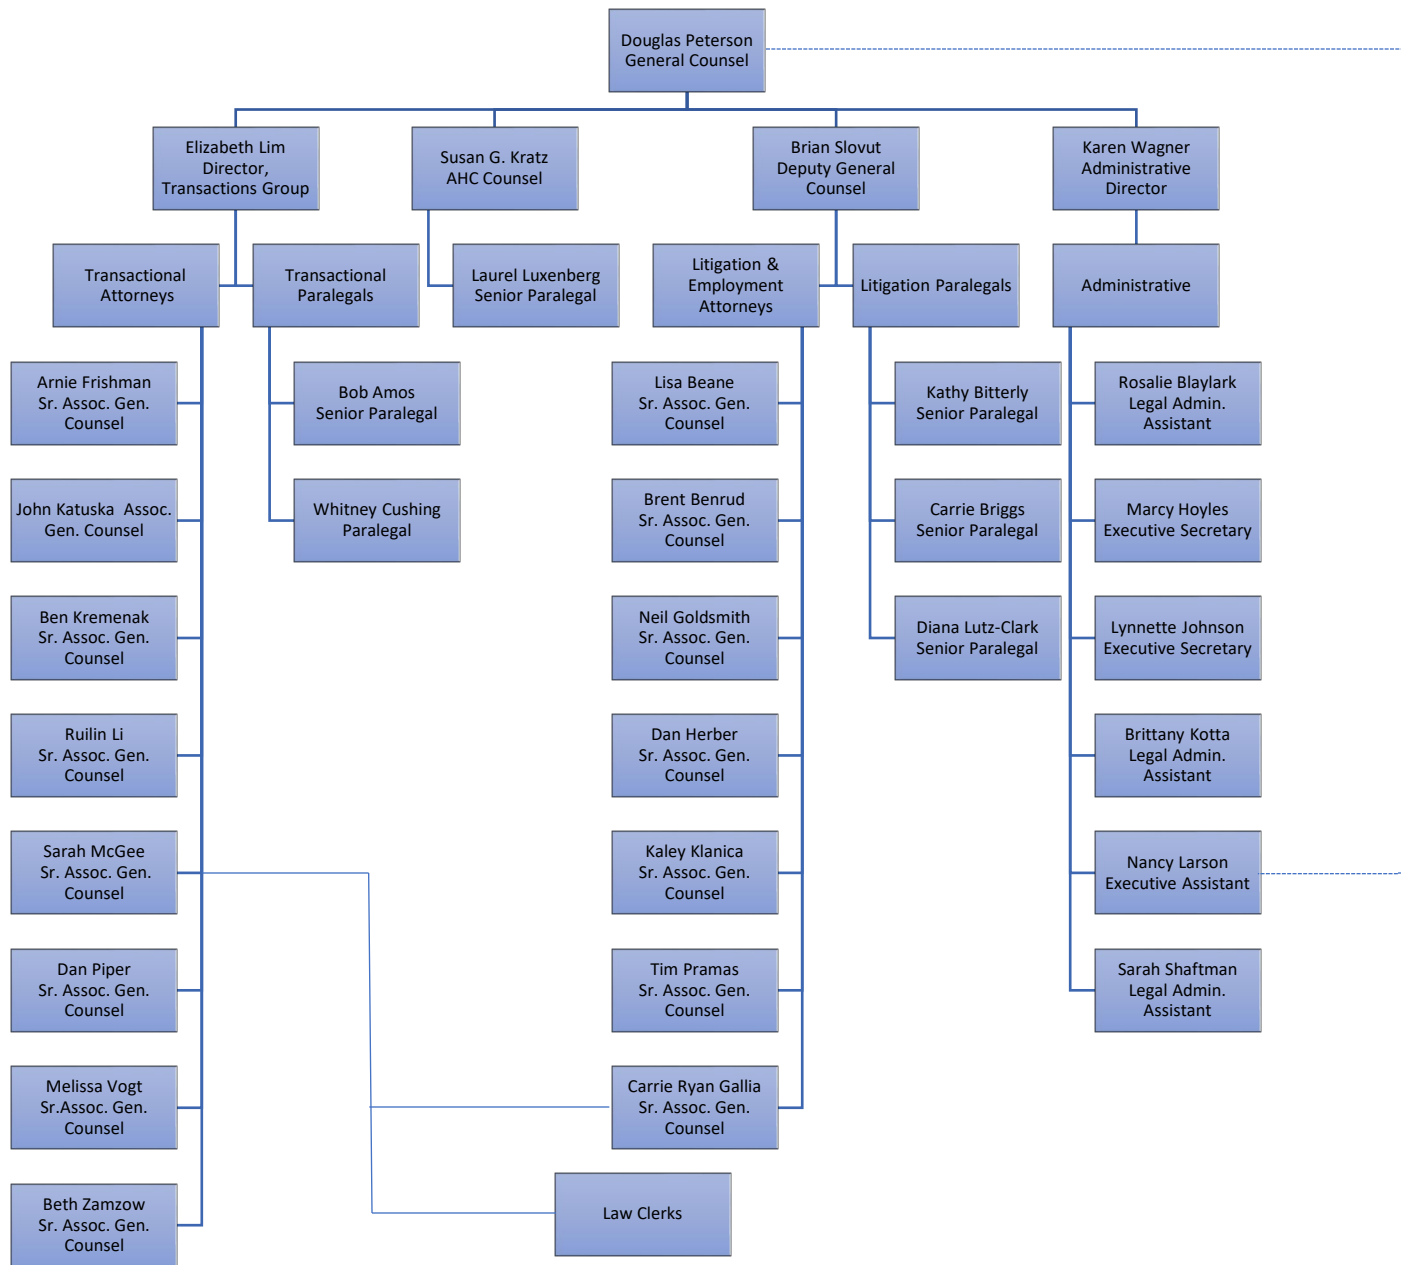 Douglas Peterson
General Counsel
Elizabeth Lim
Director,
Transactions Group
Susan G. Kratz
AHC Counsel
Brian Slovut
Deputy General
Counsel
Karen Wagner
Administrative
Director
Transactional
Attorneys
Transactional
Paralegals
Laurel Luxenberg
Senior Paralegal
Litigation &
Employment
Attorneys
Litigation Paralegals
Administrative
Arnie Frishman
Sr. Assoc. Gen.
Counsel
Bob Amos
Senior Paralegal
Lisa Beane
Sr. Assoc. Gen.
Counsel
Kathy Bitterly
Senior Paralegal
Rosalie Blaylark
Legal Admin.
Assistant
John Katuska  Assoc.
Gen. Counsel
Whitney Cushing
Paralegal
Brent Benrud
Sr. Assoc. Gen.
Counsel
Carrie Briggs
Senior Paralegal
Marcy Hoyles
Executive Secretary
Ben Kremenak
Sr. Assoc. Gen.
Counsel
Neil Goldsmith
Sr. Assoc. Gen.
Counsel
Diana Lutz-Clark
Senior Paralegal
Lynnette Johnson
Executive Secretary
Ruilin Li
Sr. Assoc. Gen.
Counsel
Dan Herber
Sr. Assoc. Gen.
Counsel
Brittany Kotta
Legal Admin.
Assistant
Sarah McGee
Sr. Assoc. Gen.
Counsel
Kaley Klanica
Sr. Assoc. Gen.
Counsel
Nancy Larson
Executive Assistant
Dan Piper
Sr. Assoc. Gen.
Counsel
Tim Pramas
Sr. Assoc. Gen.
Counsel
Sarah Shaftman
Legal Admin.
Assistant
Melissa Vogt
Sr.Assoc. Gen.
Counsel
Carrie Ryan Gallia
Sr. Assoc. Gen.
Counsel
Beth Zamzow
Sr. Assoc. Gen.
Counsel
Law Clerks